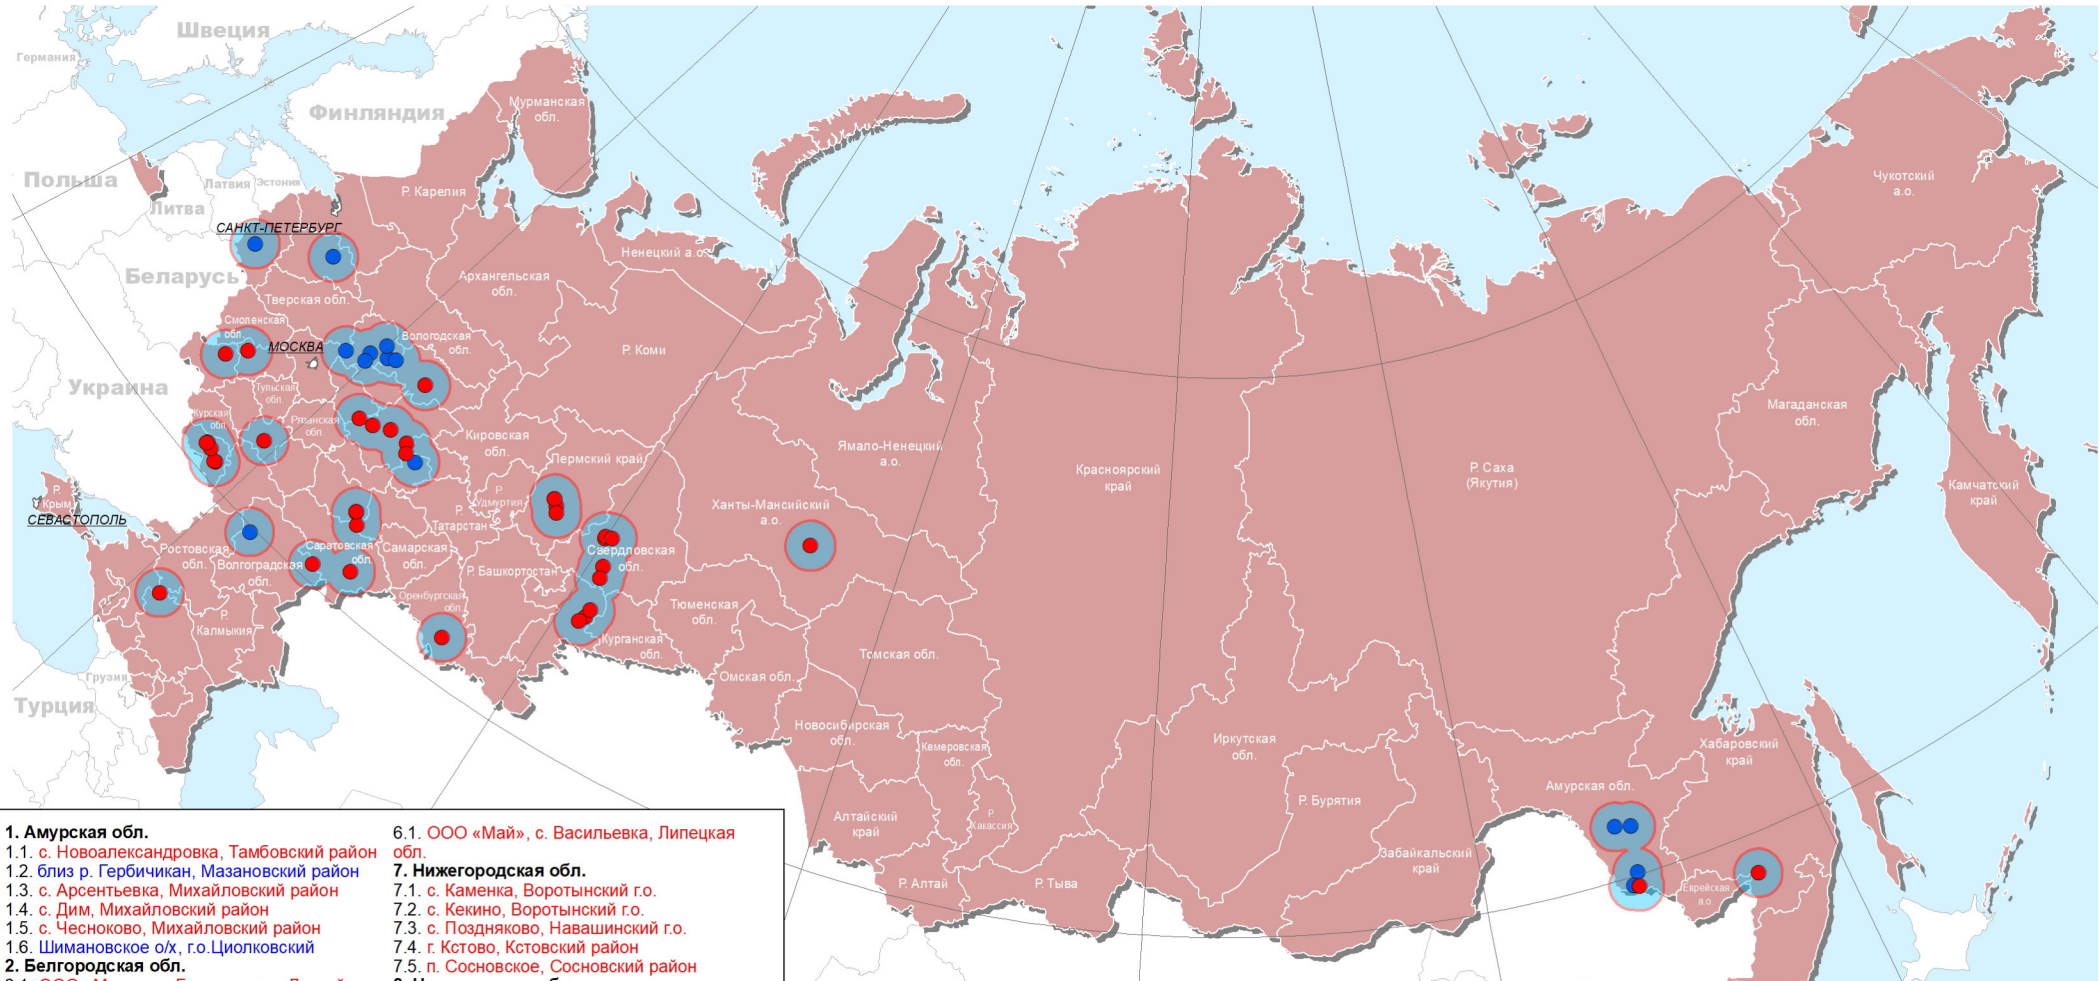 Швеция
Германия
Финляндия
Мурманская
обл.
Польша
Латвия
Эстония
Р. Карелия
Чукотский
а.о.
Литва
САНКТ-ПЕТЕРБУРГ
Ненецкий а.о.
Беларусь
Архангельская
обл.
Тверская обл.
Смоленская
обл.
МОСКВА
Вологодская
обл.
Р. Коми
Украина
Тульская
обл.
Магаданская
обл.
Курская
обл.
Рязанская
обл.
Кировская
обл.
Ямало-Ненецкий
а.о.
Пермский край
Красноярский
край
Р. Саха
(Якутия)
Камчатский
край
Р.
Крым
Р.
Удмуртия
Ханты-Мансийский
а.о.
СЕВАСТОПОЛЬ
Р.
Татарстан
Ростовская
обл.
Саратовская
обл.
Самарская
обл.
Свердловская
обл.
Волгоградская
обл.
Р. Башкортостан
Оренбургская
обл.
Тюменская
обл.
Р.
Калмыкия
Курганская
обл.
Томская обл.
Грузия
Омская обл.
Турция
Новосибирская
обл.
Кемеровская
обл.
Иркутская
обл.
Хабаровский
край
Амурская обл.
Р. Бурятия
Алтайский
край
Р.
Хакассия
Забайкальский
край
Р. Алтай
Р. Тыва
Еврейская
а.о.
1. Амурская обл.
1.1. с. Новоалександровка, Тамбовский район
1.2. близ р. Гербичикан, Мазановский район
1.3. с. Арсентьевка, Михайловский район
1.4. с. Дим, Михайловский район
1.5. с. Чесноково, Михайловский район
1.6. Шимановское о/х, г.о.Циолковский
2. Белгородская обл.
6.1. ООО «Май», с. Васильевка, Липецкая
обл.
7. Нижегородская обл.
7.1. с. Каменка, Воротынский г.о.
7.2. с. Кекино, Воротынский г.о.
7.3. с. Поздняково, Навашинский г.о.
7.4. г. Кстово, Кстовский район
7.5. п. Сосновское, Сосновский район